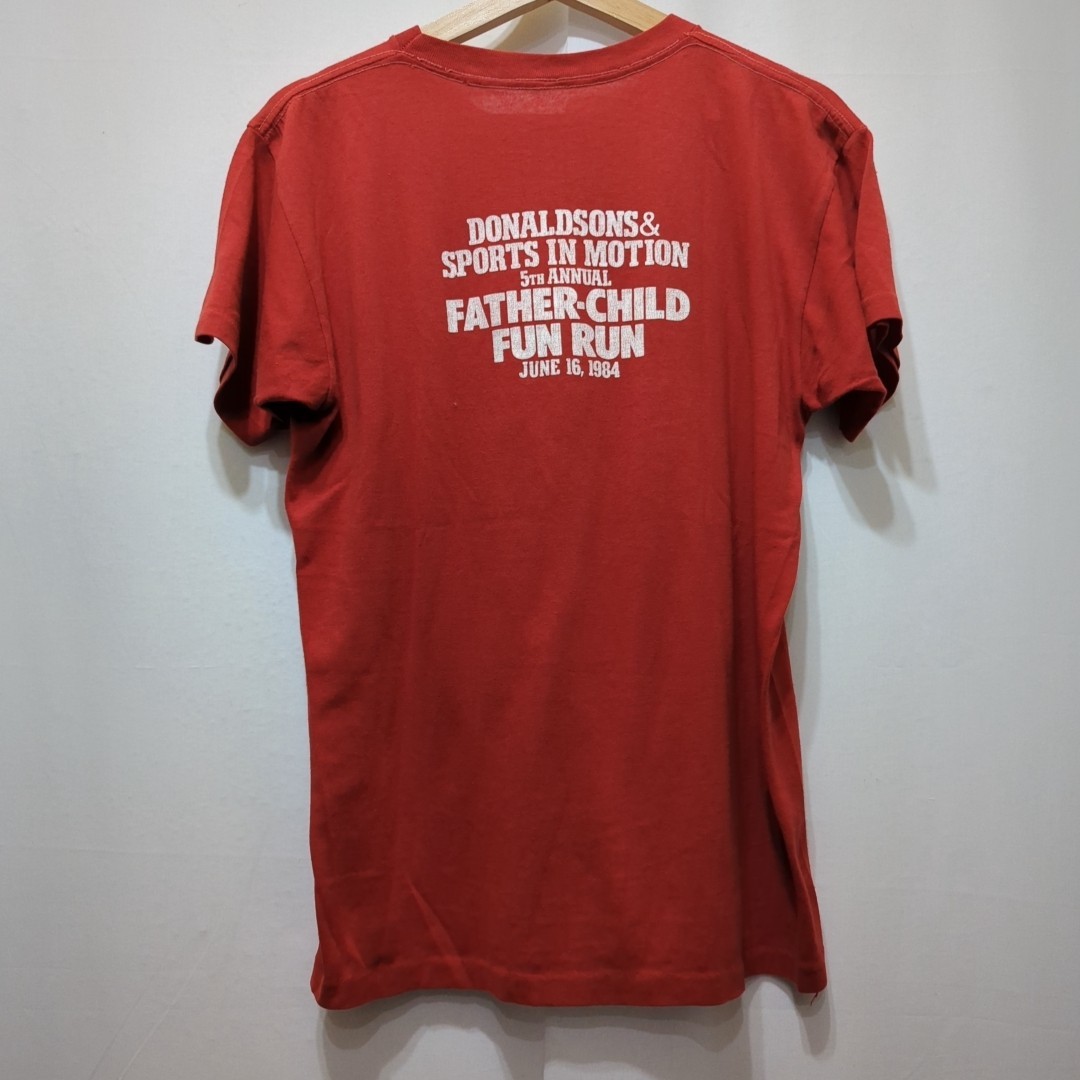 DONALDSONS&
SPORTS IN MOTION
5TH ANNUAL
FATHER-CHILD
FUN RUN
JUNE 16, 1984